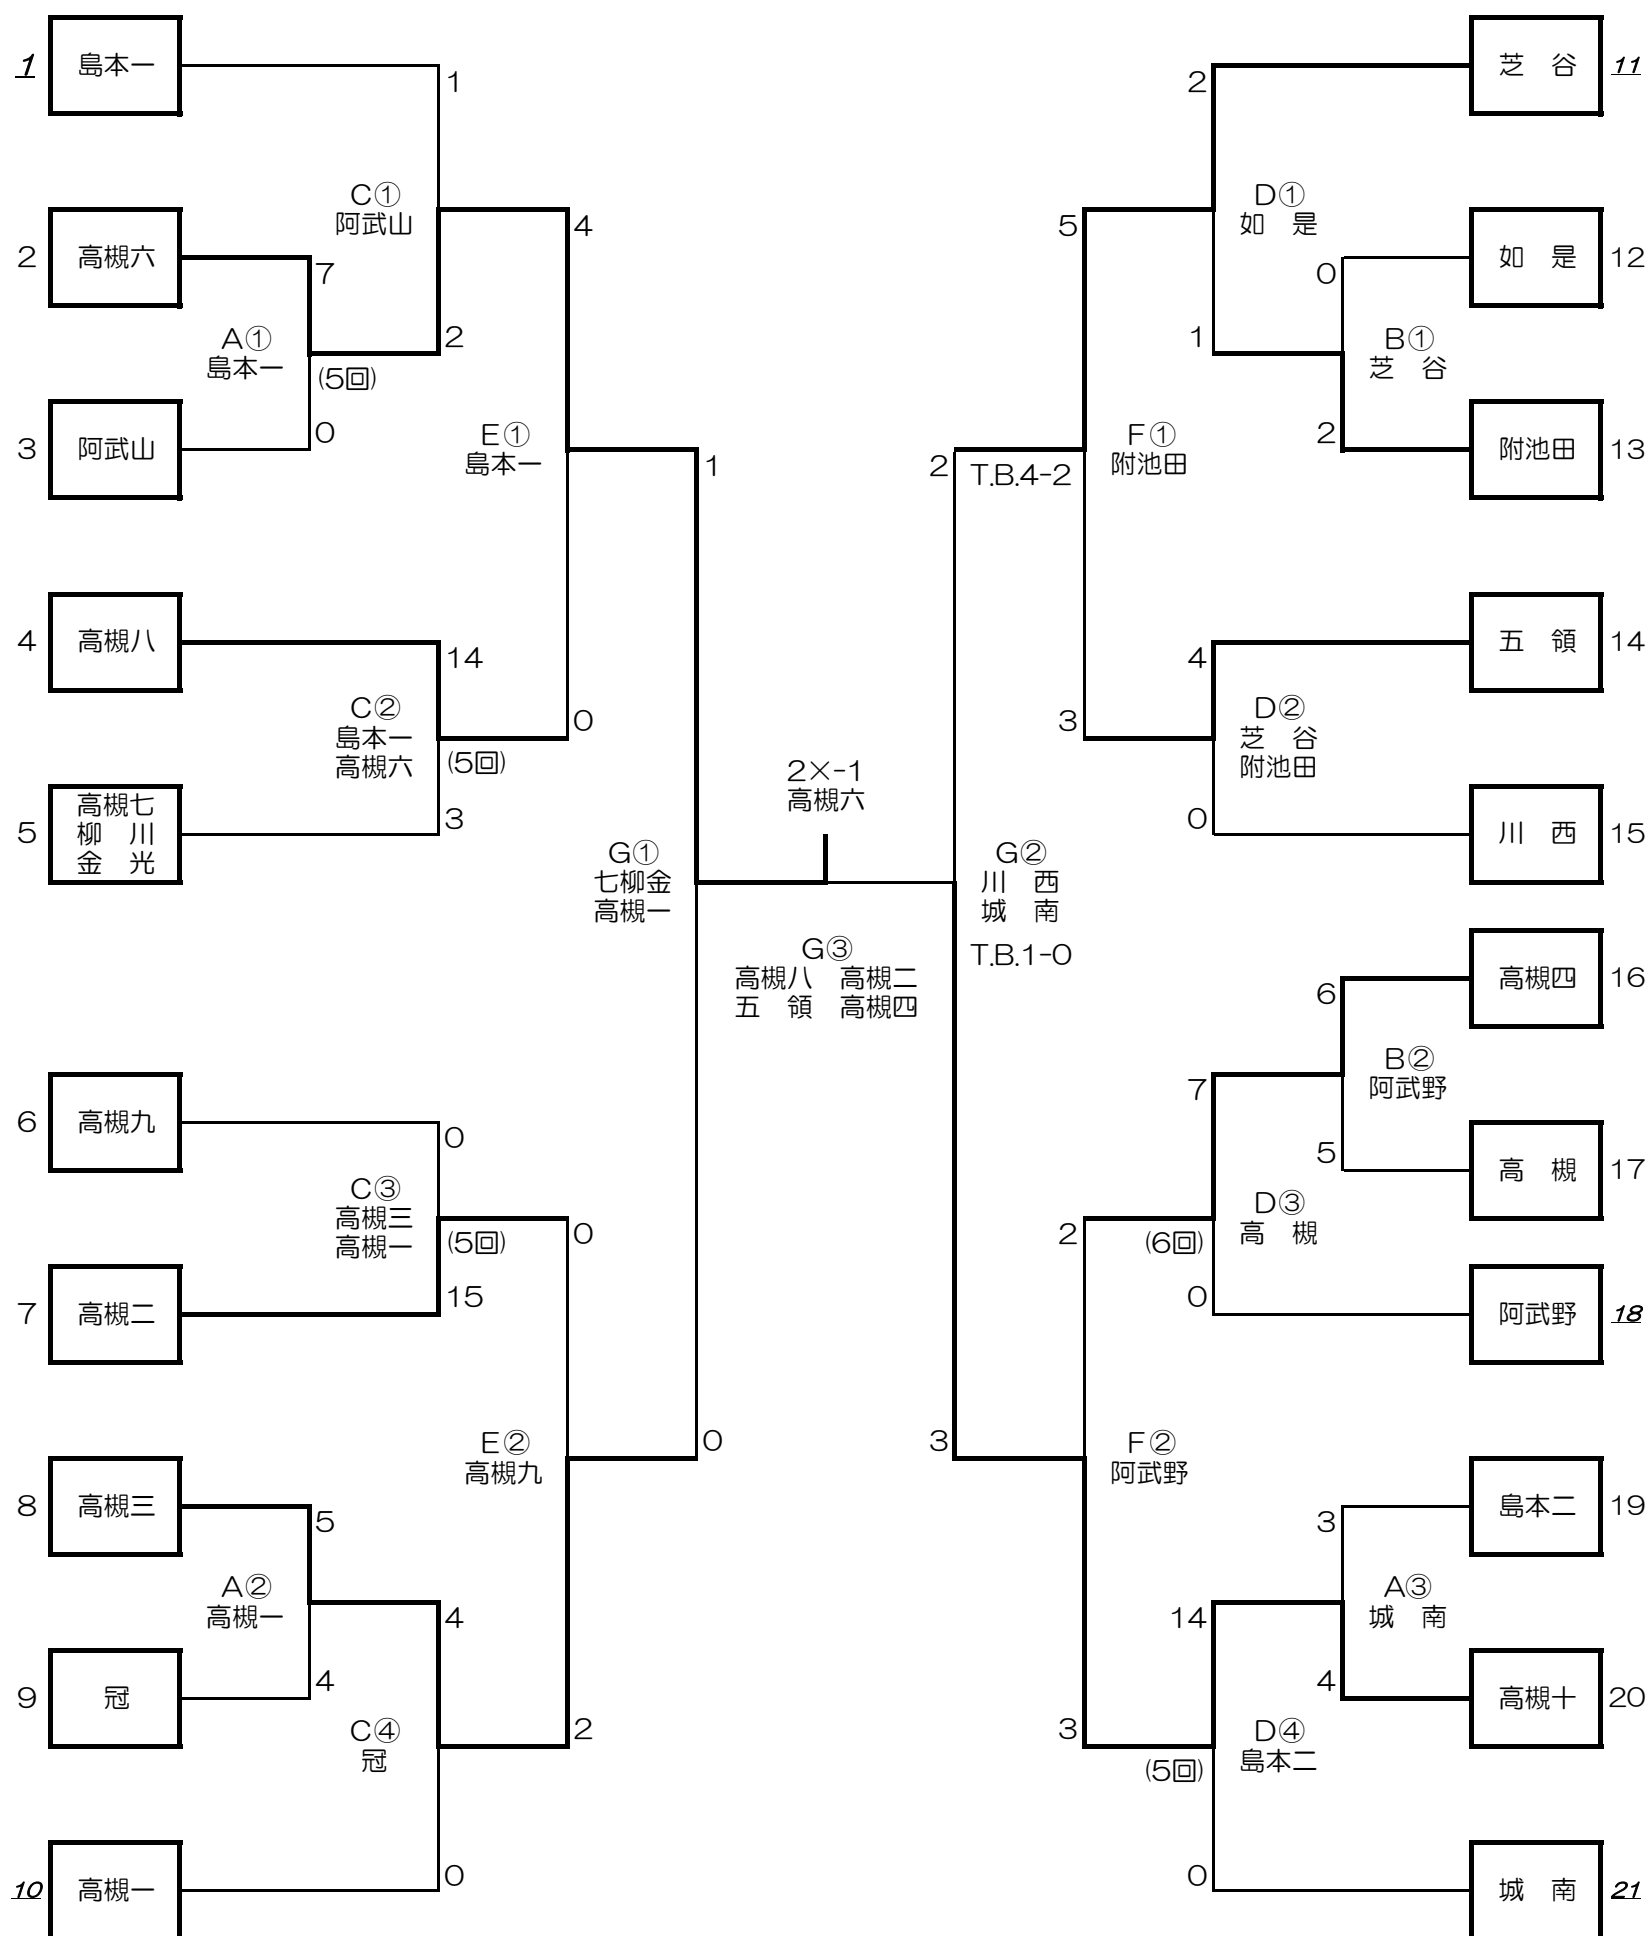 1 島本一
1
C①
阿武山
2 高槻六
7
A①
島本一
2
(5回)
3 阿武山
0
4
E①
島本一
1
4 高槻八
14
C②
島本一
高槻六
(5回)
0
5 高槻七
柳 川
金 光
3
G①
七柳金
高槻一
6 高槻九
0
C③
高槻三
高槻一
(5回)
0
7 高槻二
15
E②
高槻九
0
8 高槻三
5
A②
高槻一
4
9 冠
4
C④
冠
2
10 高槻一
0
2×-1
高槻六
G③
高槻八 高槻二
五 領 高槻四
2
芝 谷 11
D①
如 是
5
0
如 是 12
B①
芝 谷
1
2
附池田 13
F①
附池田
2
T.B.4-2
4
五 領 14
D②
芝 谷
附池田
3
0
川 西 15
G②
川 西
城 南
T.B.1-0
6
高槻四 16
B②
阿武野
7
5
高 槻 17
D③
高 槻
2
(6回)
0
阿武野 18
F②
阿武野
3
3
島本二 19
A③
城 南
14
4
高槻十 20
D④
島本二
3
(5回)
0
城 南 21